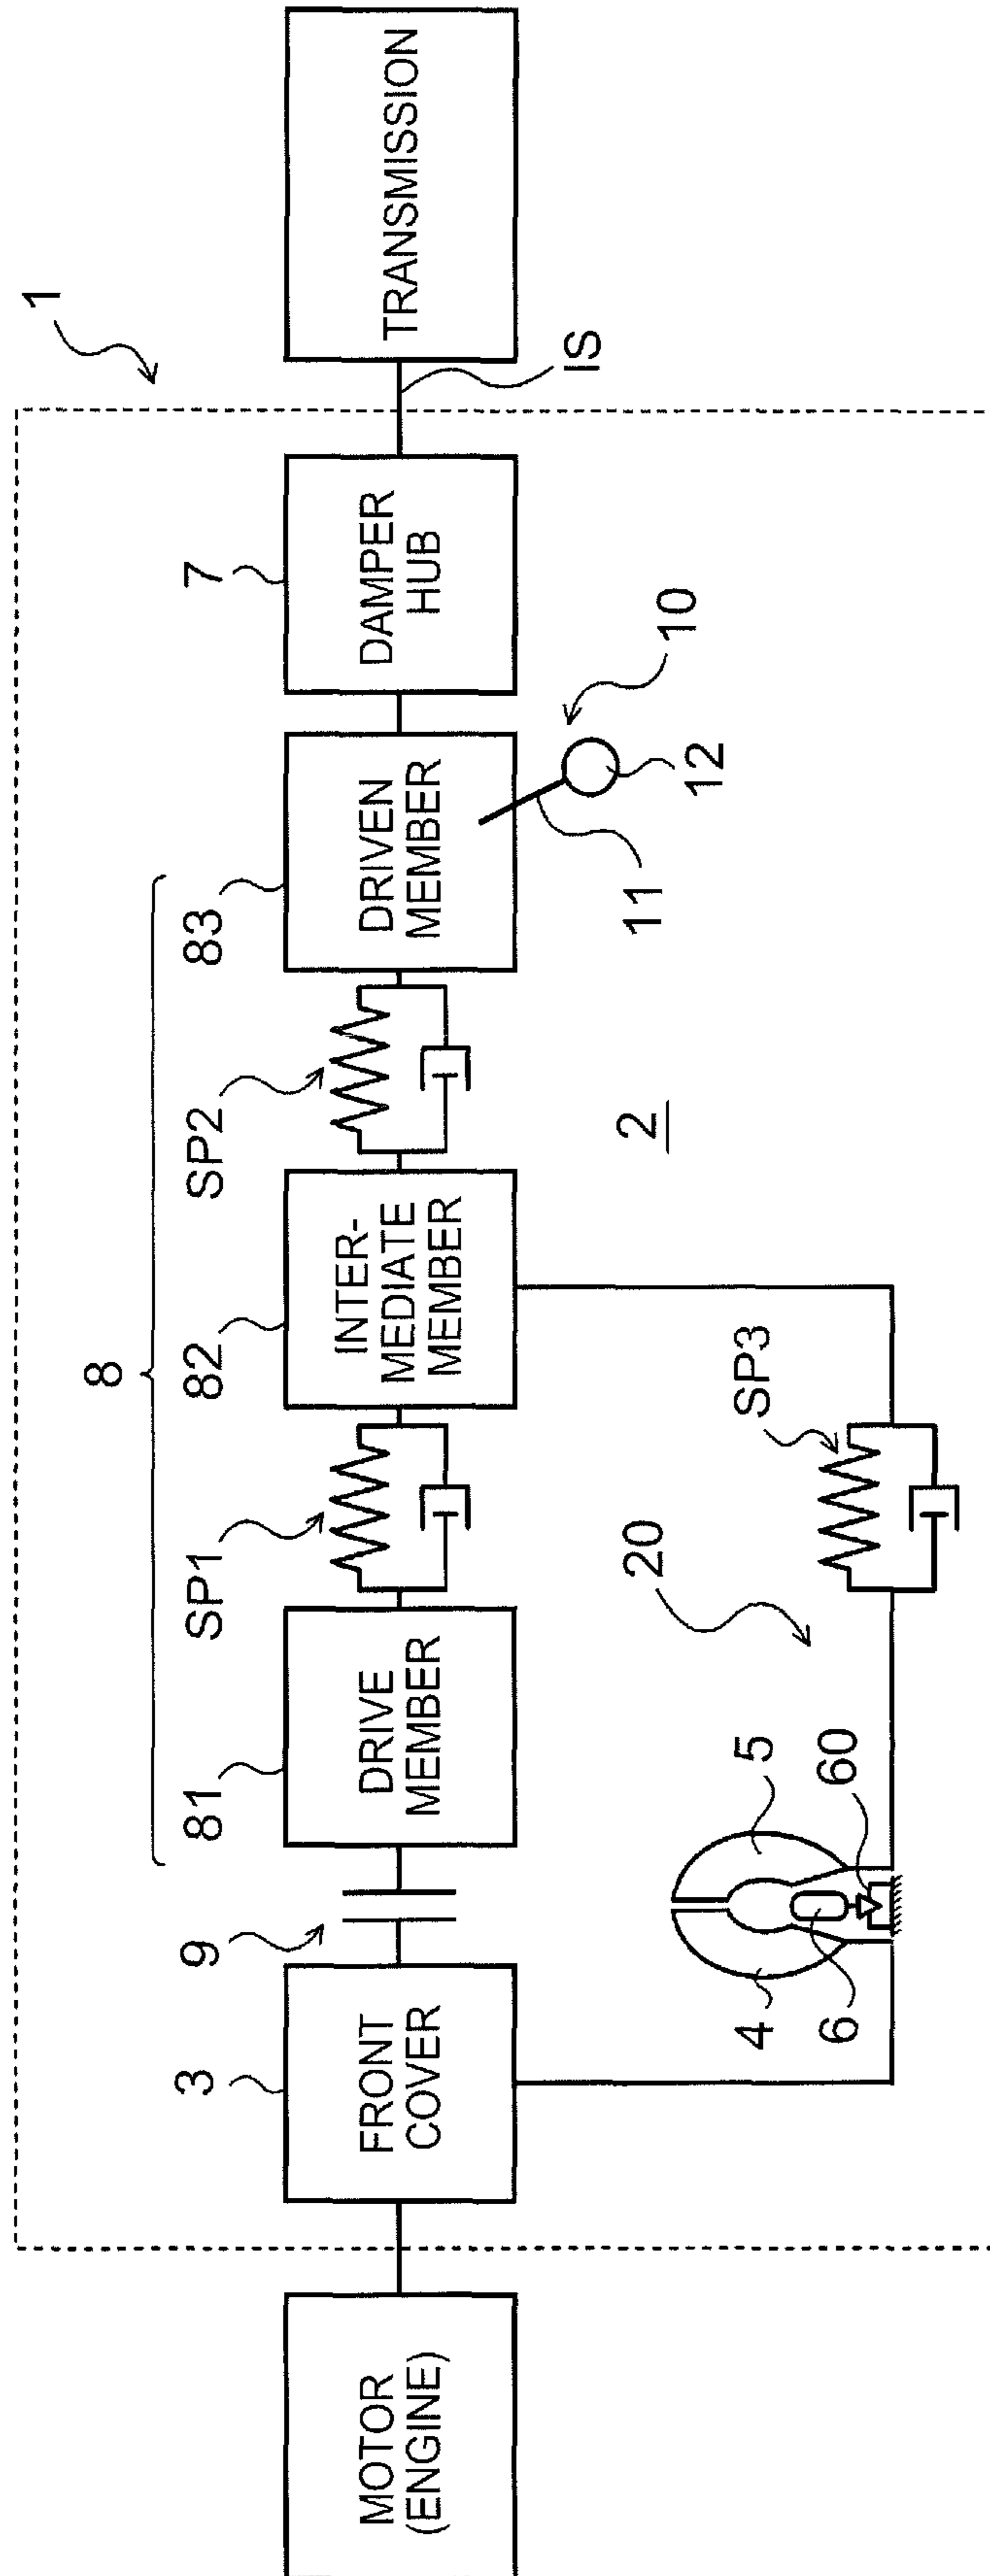 1
8
9
SP1
SP2
3
81
82
83
7
MOTOR
(ENGINE)
FRONT
COVER
DRIVE
MEMBER
INTER-
MEDIATE
MEMBER
DRIVEN
MEMBER
DAMPER
HUB
TRANSMISSION
IS
10
11
12
2
20
SP3
4
5
6
60